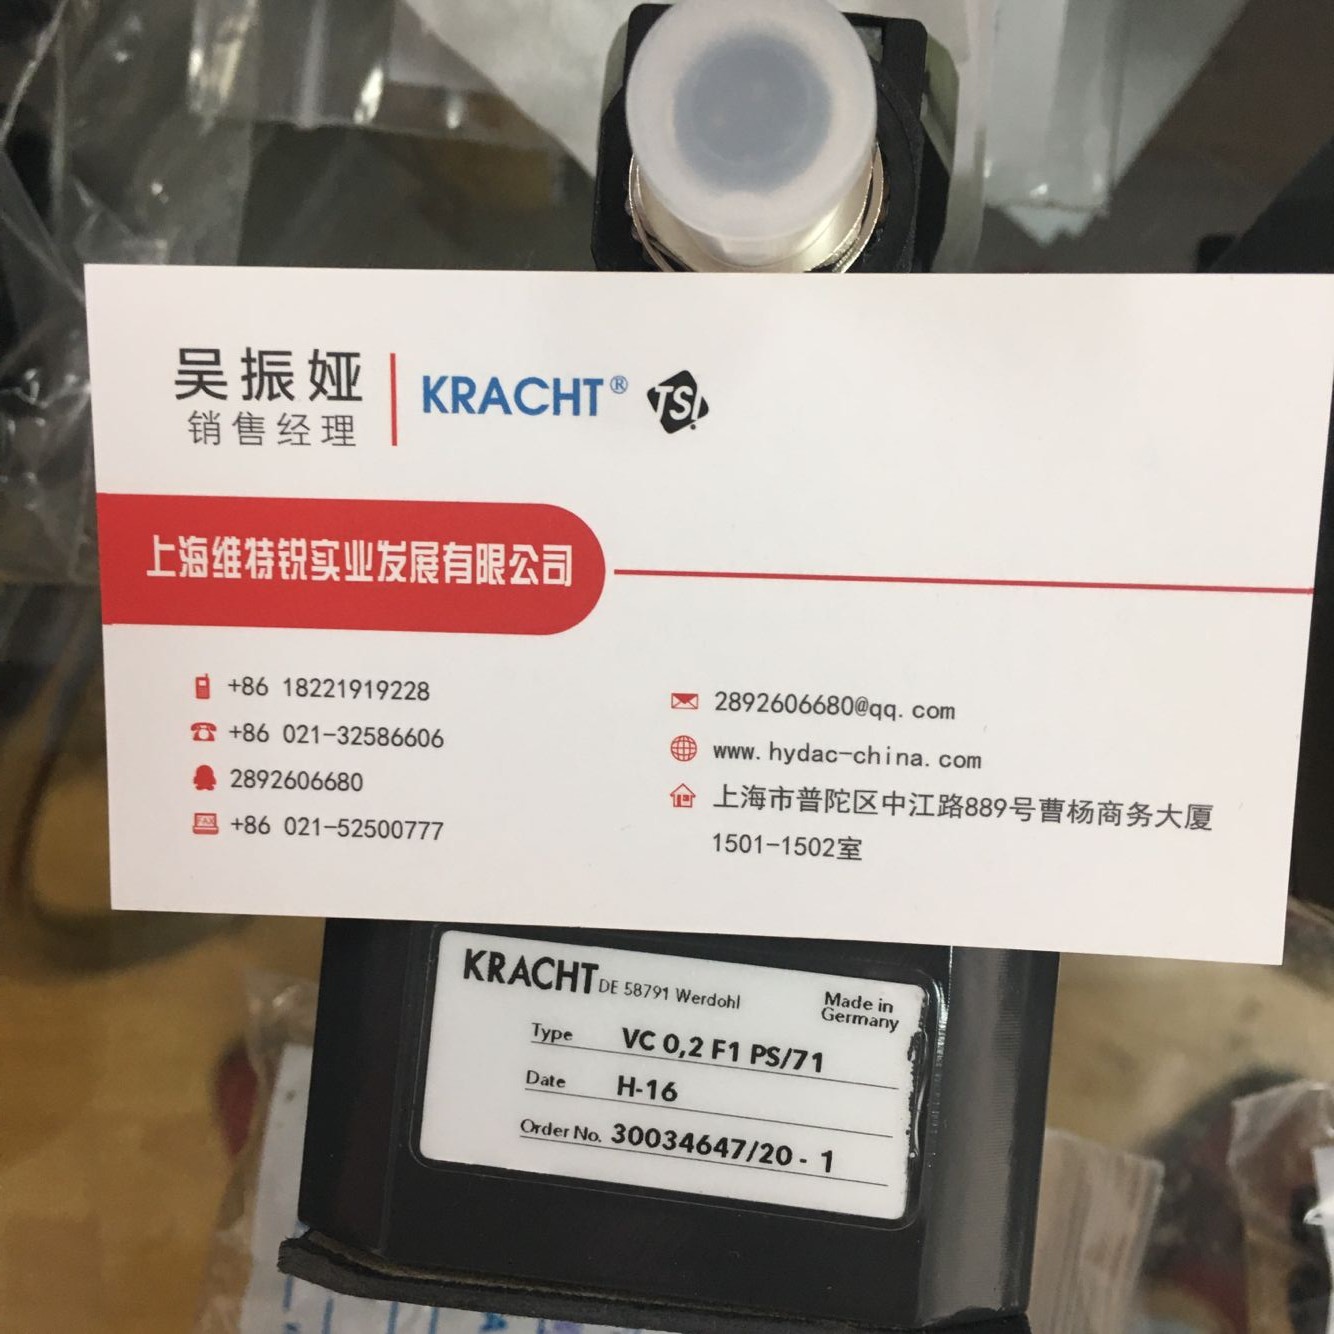 吴振娅
销售经理
KRACHT®
TSI
上海维特锐实业发展有限公司
+86 18221919228
+86 021-32586606
2892606680
FAX
+86 021-52500777
2892606680@qq.com
www.hydac-china.com
上海市普陀区中江路889号曹杨商务大厦
1501-1502室
KRACHT DE 58791 Werdohl
Made in
Germany
Type VC 0,2 F1 PS/71
Date H-16
Order No. 30034647/20 - 1